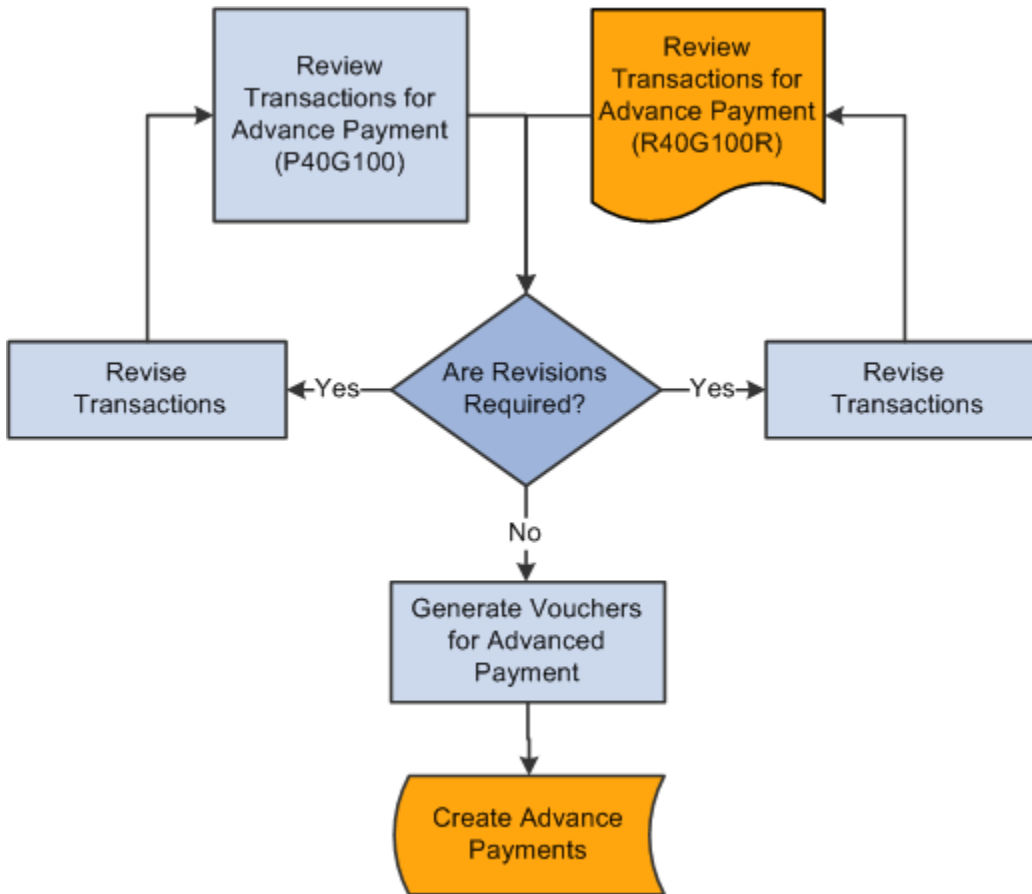 Review
Transactions for
Advance Payment
(P40G100)
Review
Transactions for
Advance Payment
(R40G100R)
Revise
Transactions
Yes
Are Revisions
Required?
Yes
Revise
Transactions
No
Generate Vouchers
for Advanced
Payment
Create Advance
Payments